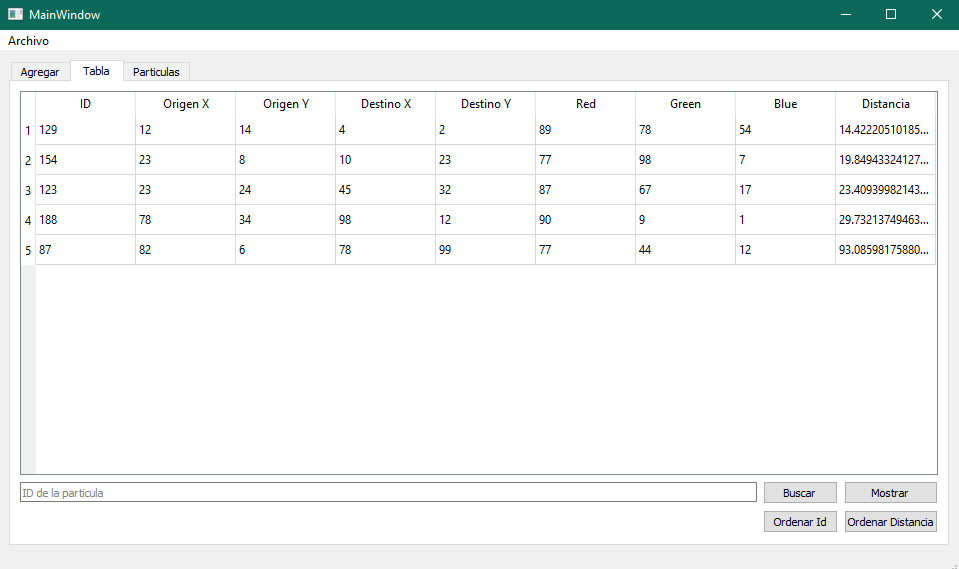 MainWindow
Archivo
Agregar Tabla Particulas
ID Origen X Origen Y Destino X Destino Y Red Green Blue Distancia
1 129 12 14 4 2 89 78 54 14.42220510185...
2 154 23 8 10 23 77 98 7 19.84943324127...
3 123 23 24 45 32 87 67 17 23.40939982143...
4 188 78 34 98 12 90 9 1 29.73213749463...
5 87 82 6 78 99 77 44 12 93.08598175880...
ID de la particula Buscar Mostrar
Ordenar Id Ordenar Distancia